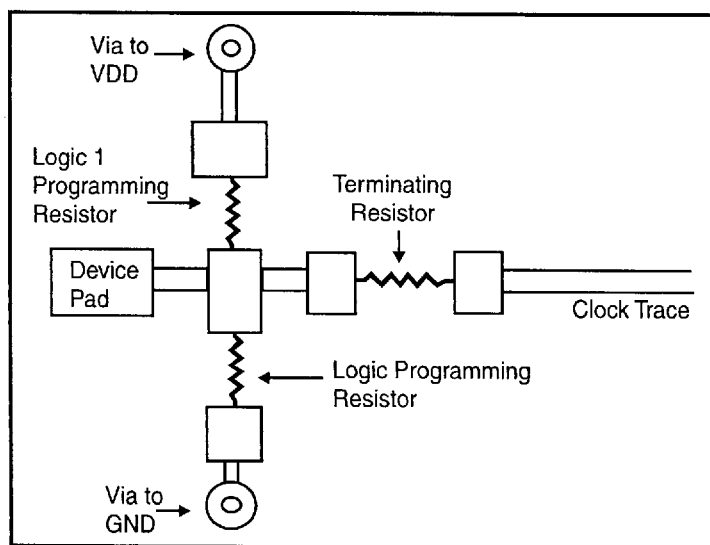 Via to
VDD
Logic 1
Programming
Resistor
Terminating
Resistor
Device
Pad
Clock Trace
Logic Programming
Resistor
Via to
GND